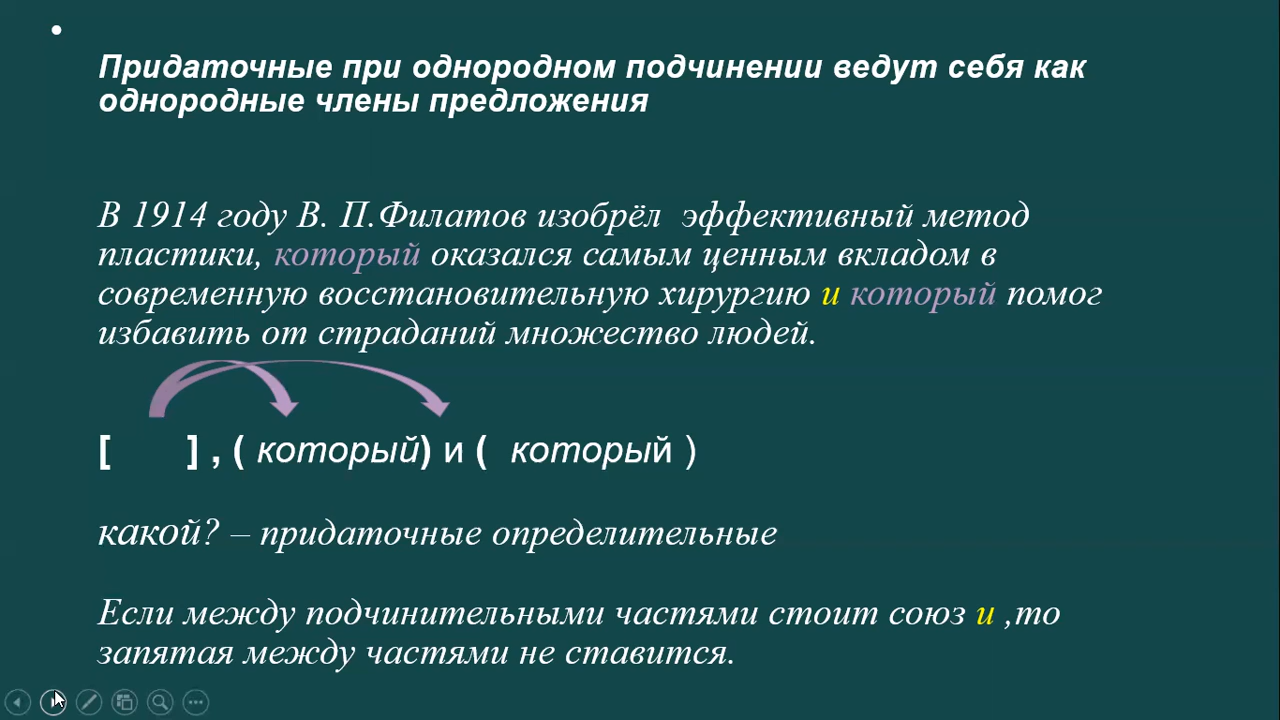 Придаточные при однородном подчинении ведут себя как
однородные члены предложения
В 1914 году В. П.Филатов изобрёл эффективный метод
пластики, который оказался самым ценным вкладом в
современную восстановительную хирургию и который помог
избавить от страданий множество людей.
[ ] , ( который) и ( который )
какой? – придаточные определительные
Если между подчинительными частями стоит союз и ,то
запятая между частями не ставится.